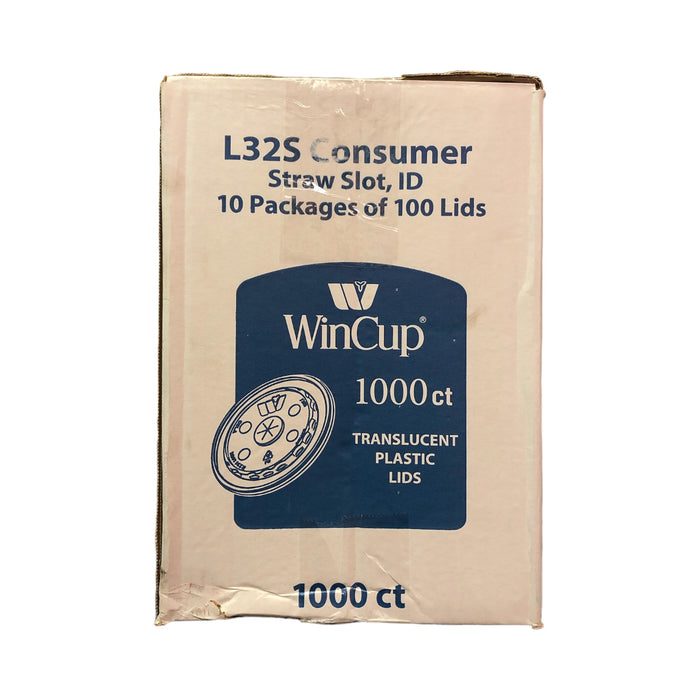 L32S Consumer
Straw Slot, ID
10 Packages of 100 Lids
WinCup®
1000 ct
TRANSLUCENT
PLASTIC
LIDS
1000 ct